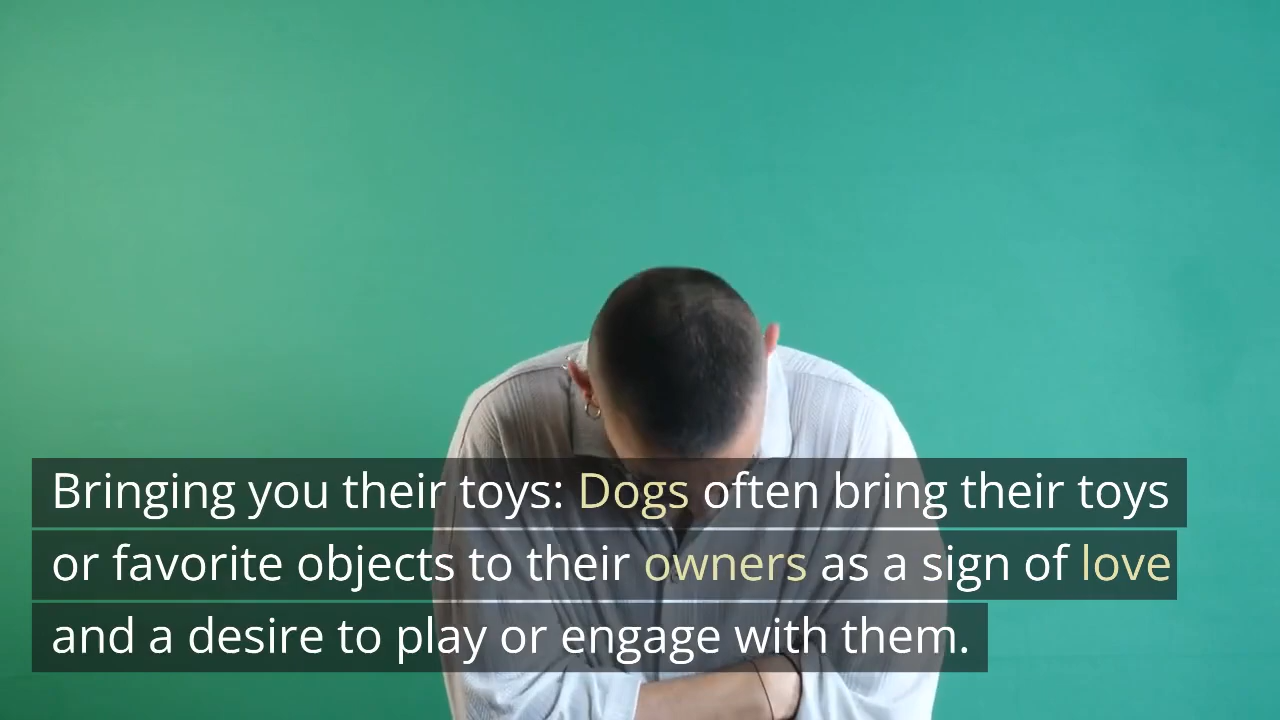 Bringing you their toys: Dogs often bring their toys
or favorite objects to their owners as a sign of love
and a desire to play or engage with them.